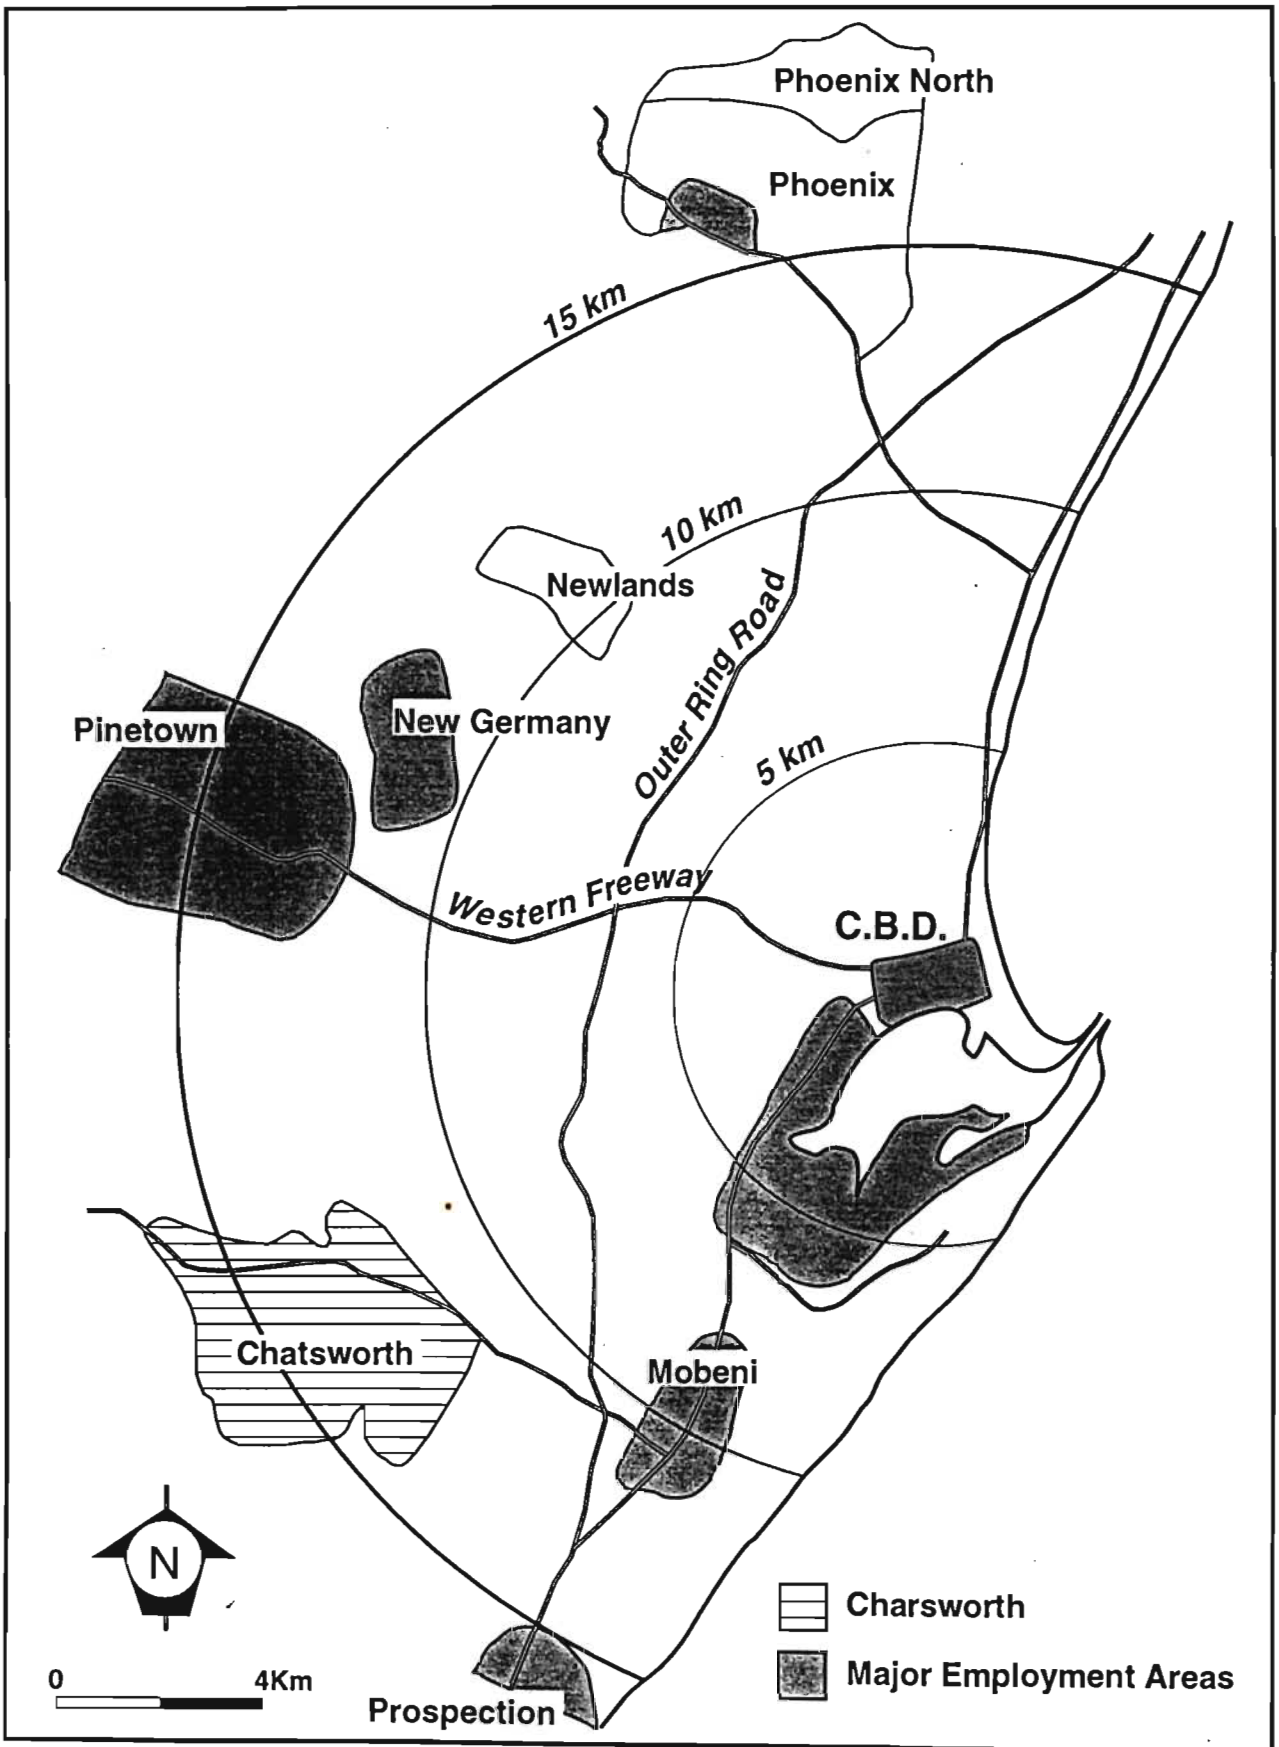 Phoenix North
Phoenix
15 km
10 km
Newlands
Outer Ring Road
Pinetown
New Germany
5 km
Western Freeway
C.B.D.
Chatsworth
Mobeni
N
Charsworth
0 4Km
Major Employment Areas
Prospection